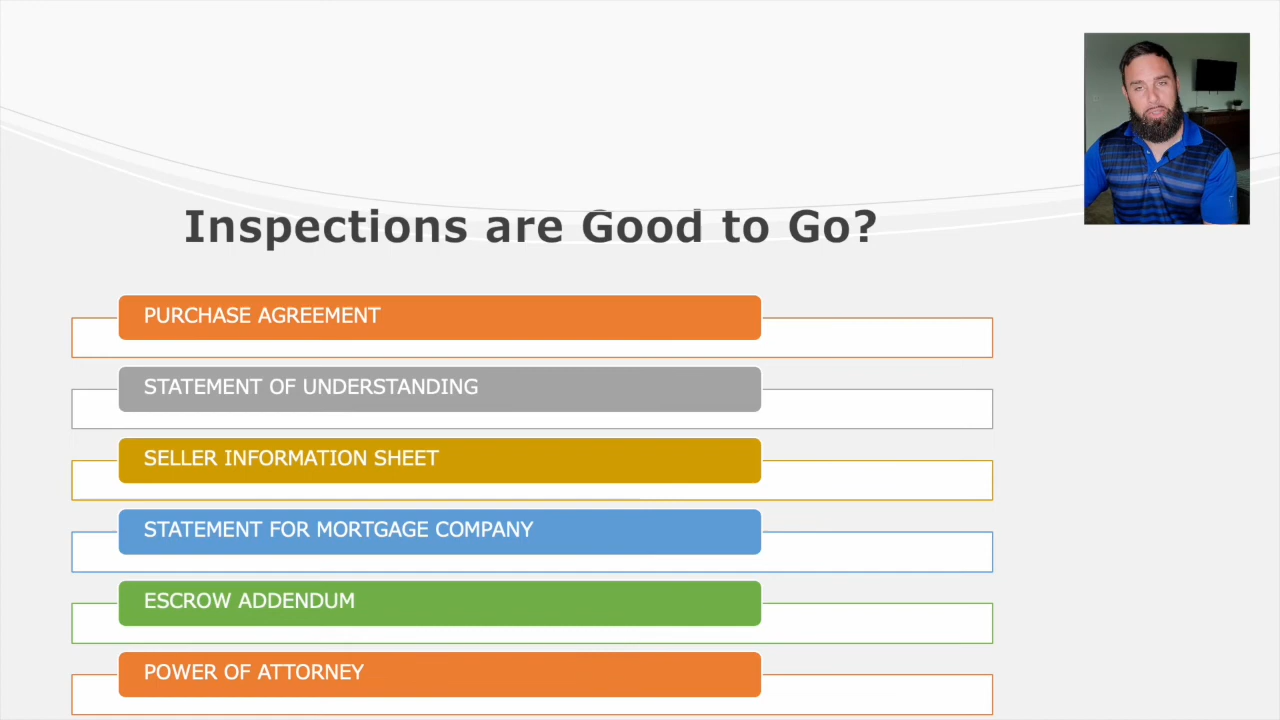 Inspections are Good to Go?
PURCHASE AGREEMENT
STATEMENT OF UNDERSTANDING
SELLER INFORMATION SHEET
STATEMENT FOR MORTGAGE COMPANY
ESCROW ADDENDUM
POWER OF ATTORNEY